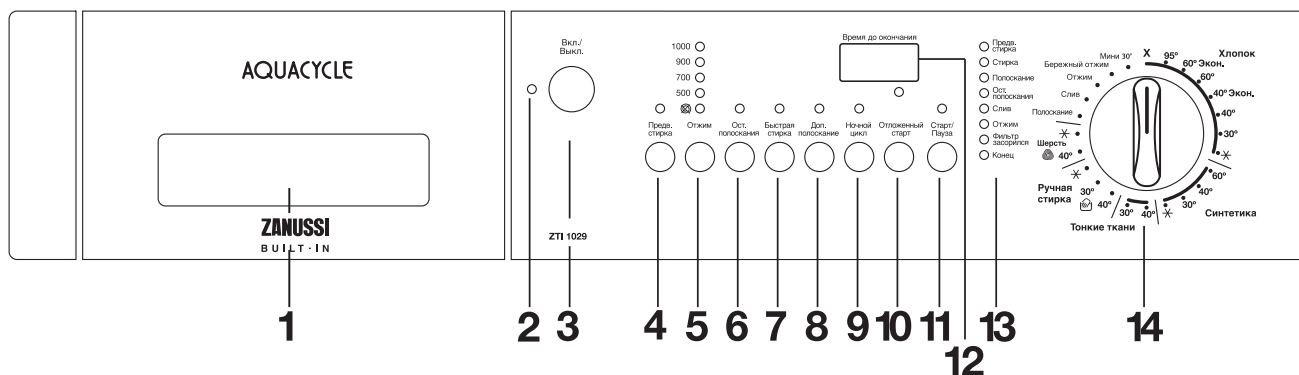 AQUACYCLE
ZANUSSI
BUILT·IN
Вкл./
Выкл.
ZTI 1029
1000
900
700
500
Предв.
стирка
Отжим
Ост.
полоскания
Быстрая
стирка
Доп.
полоскание
Ночной
цикл
Отложенный
старт
Старт/
Пауза
Время до окончания
Предв.
стирка
Стирка
Полоскание
Ост.
полоскания
Слив
Отжим
Фильтр
засорился
Конец
X
Хлопок
95°
60° Экон.
60°
40° Экон.
40°
30°
60°
40°
30°
Синтетика
40°
30°
Тонкие ткани
40°
30°
Ручная
стирка
40°
Шерсть
Полоскание
Слив
Отжим
Бережный отжим
Мини 30'
1
2
3
4
5
6
7
8
9
10
11
12
13
14